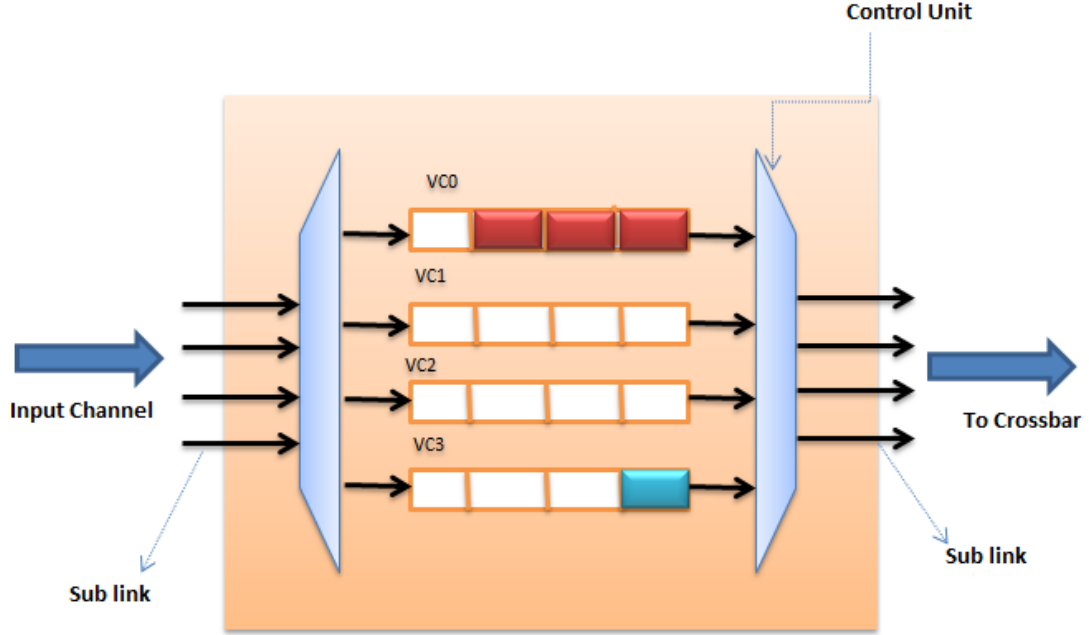 Control Unit
VC0
VC1
VC2
VC3
Input Channel
To Crossbar
Sub link
Sub link